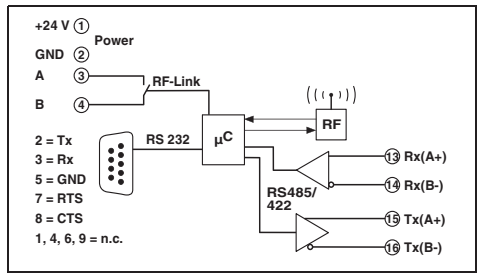 +24 V 1
Power
GND 2
A 3
RF-Link
B 4
2 = Tx
3 = Rx
5 = GND
7 = RTS
8 = CTS
1, 4, 6, 9 = n.c.
RS 232
μC
RF
13 Rx(A+)
14 Rx(B-)
RS485/
422
15 Tx(A+)
16 Tx(B-)